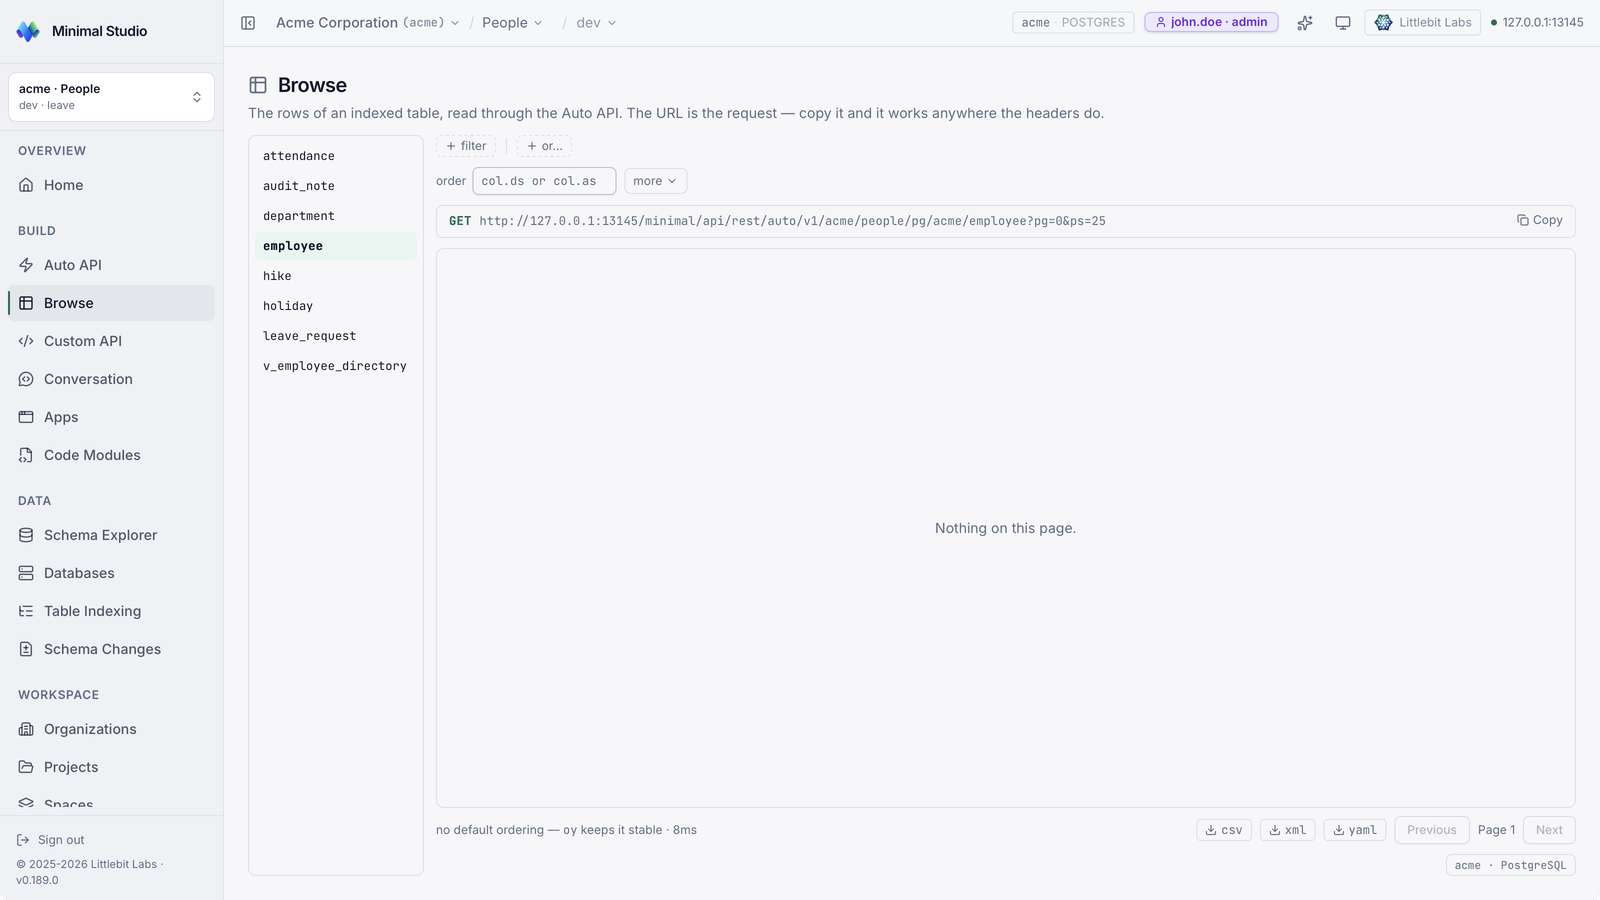 Minimal Studio
acme · People
dev · leave
OVERVIEW
Home
BUILD
Auto API
Browse
Custom API
Conversation
Apps
Code Modules
DATA
Schema Explorer
Databases
Table Indexing
Schema Changes
WORKSPACE
Organizations
Projects
Spaces
Sign out
© 2025-2026 Littlebit Labs ·
v0.189.0
Acme Corporation (acme) / People / dev
acme · POSTGRES
john.doe · admin
Littlebit Labs
127.0.0.1:13145
Browse
The rows of an indexed table, read through the Auto API. The URL is the request — copy it and it works anywhere the headers do.
attendance
audit_note
department
employee
hike
holiday
leave_request
v_employee_directory
+ filter
+ or...
order col.ds or col.as more
GET http://127.0.0.1:13145/minimal/api/rest/auto/v1/acme/people/pg/acme/employee?pg=0&ps=25
Copy
Nothing on this page.
no default ordering — oy keeps it stable · 8ms
csv
xml
yaml
Previous
Page 1
Next
acme · PostgreSQL